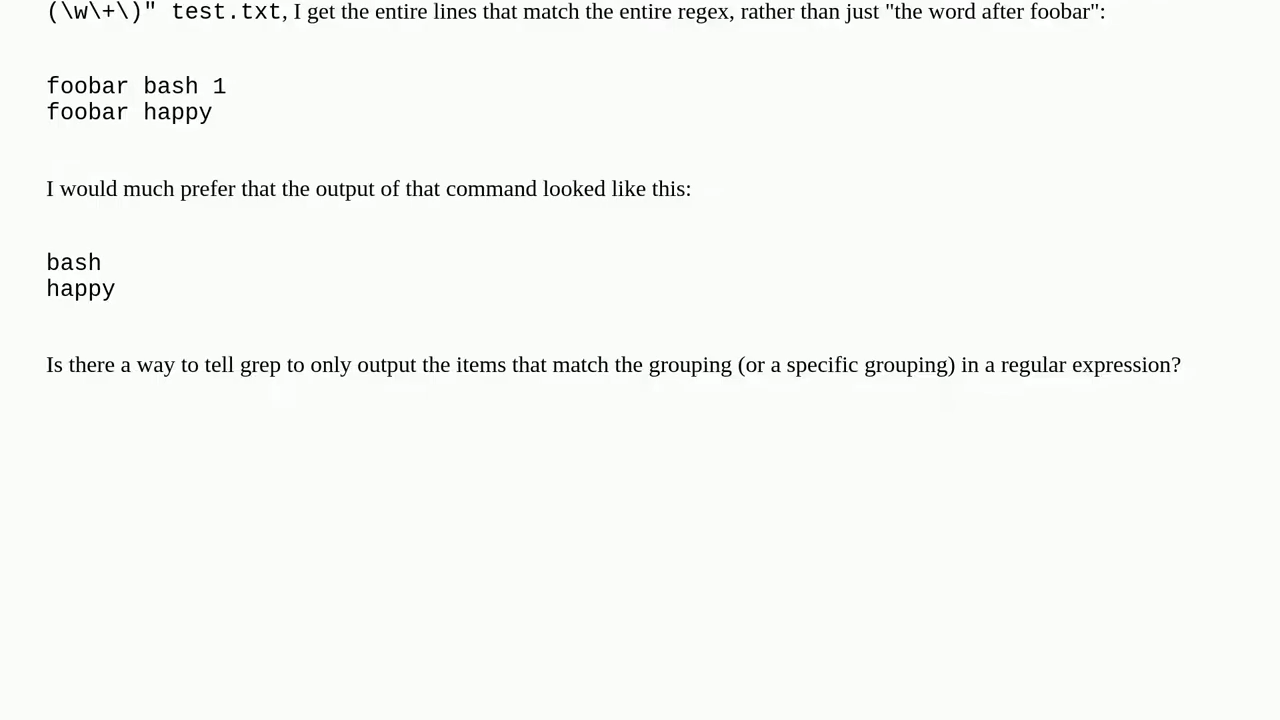 (\w\+\)" test.txt, I get the entire lines that match the entire regex, rather than just "the word after foobar":
foobar bash 1
foobar happy
I would much prefer that the output of that command looked like this:
bash
happy
Is there a way to tell grep to only output the items that match the grouping (or a specific grouping) in a regular expression?